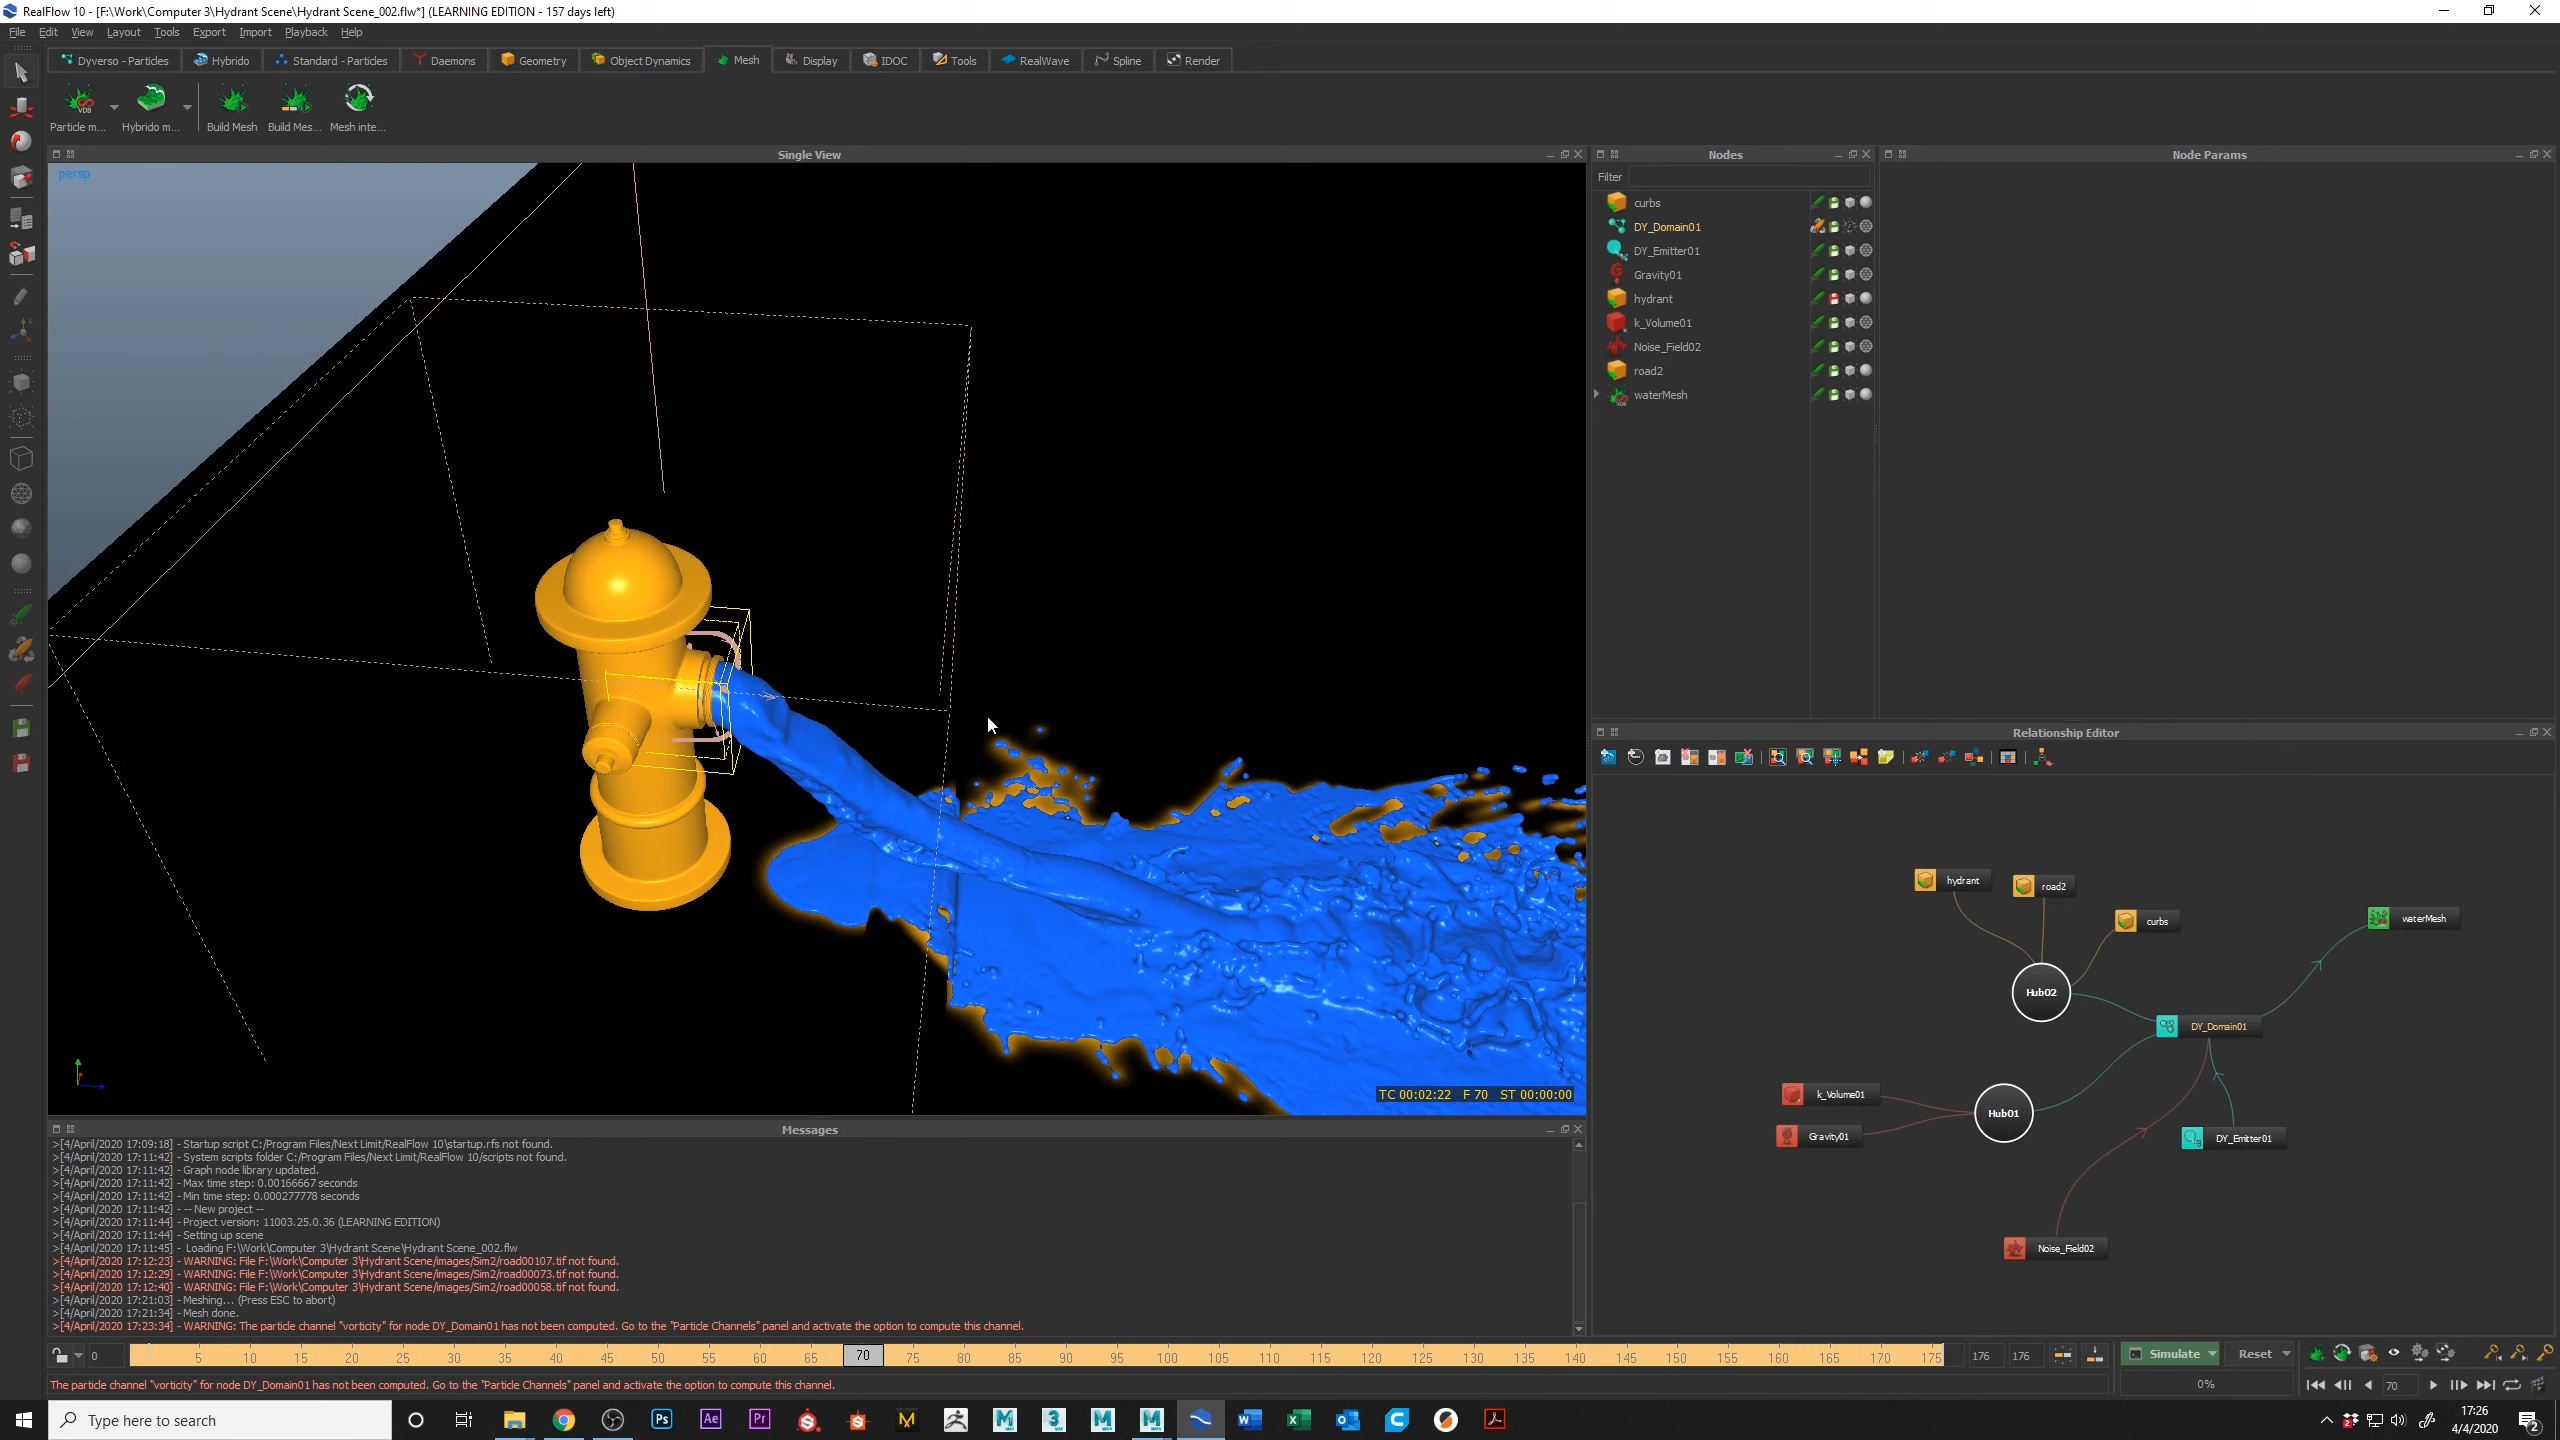 RealFlow 10 - [F:\Work\Computer 3\Hydrant Scene\Hydrant Scene_002.flw*] (LEARNING EDITION - 157 days left)
File Edit View Layout Tools Export Import Playback Help
Dyverso - Particles Hybrido Standard - Particles Daemons Geometry Object Dynamics Mesh Display IDOC Tools RealWave Spline Render
Particle m... Hybrido m... Build Mesh Build Mes... Mesh inte...
Single View
Nodes
Node Params
persp
Filter
curbs
DY_Domain01
DY_Emitter01
Gravity01
hydrant
k_Volume01
Noise_Field02
road2
waterMesh
Relationship Editor
hydrant
road2
curbs
waterMesh
Hub02
DY_Domain01
k_Volume01
Hub01
Gravity01
DY_Emitter01
Noise_Field02
TC 00:02:22 F 70 ST 00:00:00
Messages
>[4/April/2020 17:09:18] - Startup script C:/Program Files/Next Limit/RealFlow 10\startup.rfs not found.
>[4/April/2020 17:11:42] - System scripts folder C:/Program Files/Next Limit/RealFlow 10/scripts not found.
>[4/April/2020 17:11:42] - Graph node library updated.
>[4/April/2020 17:11:42] - Max time step: 0.00166667 seconds
>[4/April/2020 17:11:42] - Min time step: 0.000277778 seconds
>[4/April/2020 17:11:42] - -- New project --
>[4/April/2020 17:11:44] - Project version: 11003.25.0.36 (LEARNING EDITION)
>[4/April/2020 17:11:44] - Setting up scene
>[4/April/2020 17:11:45] - Loading F:\Work\Computer 3\Hydrant Scene\Hydrant Scene_002.flw
>[4/April/2020 17:12:23] - WARNING: File F:\Work\Computer 3\Hydrant Scene/images/Sim2/road00107.tif not found.
>[4/April/2020 17:12:29] - WARNING: File F:\Work\Computer 3\Hydrant Scene/images/Sim2/road00073.tif not found.
>[4/April/2020 17:12:40] - WARNING: File F:\Work\Computer 3\Hydrant Scene/images/Sim2/road00058.tif not found.
>[4/April/2020 17:21:03] - Meshing... (Press ESC to abort)
>[4/April/2020 17:21:34] - Mesh done.
>[4/April/2020 17:23:34] - WARNING: The particle channel "vorticity" for node DY_Domain01 has not been computed. Go to the "Particle Channels" panel and activate the option to compute this channel.
0 5 10 15 20 25 30 35 40 45 50 55 60 65 70 75 80 85 90 95 100 105 110 115 120 125 130 135 140 145 150 155 160 165 170 175 176 176 Simulate Reset
The particle channel "vorticity" for node DY_Domain01 has not been computed. Go to the "Particle Channels" panel and activate the option to compute this channel.
0% 70
Type here to search
17:26
4/4/2020
2